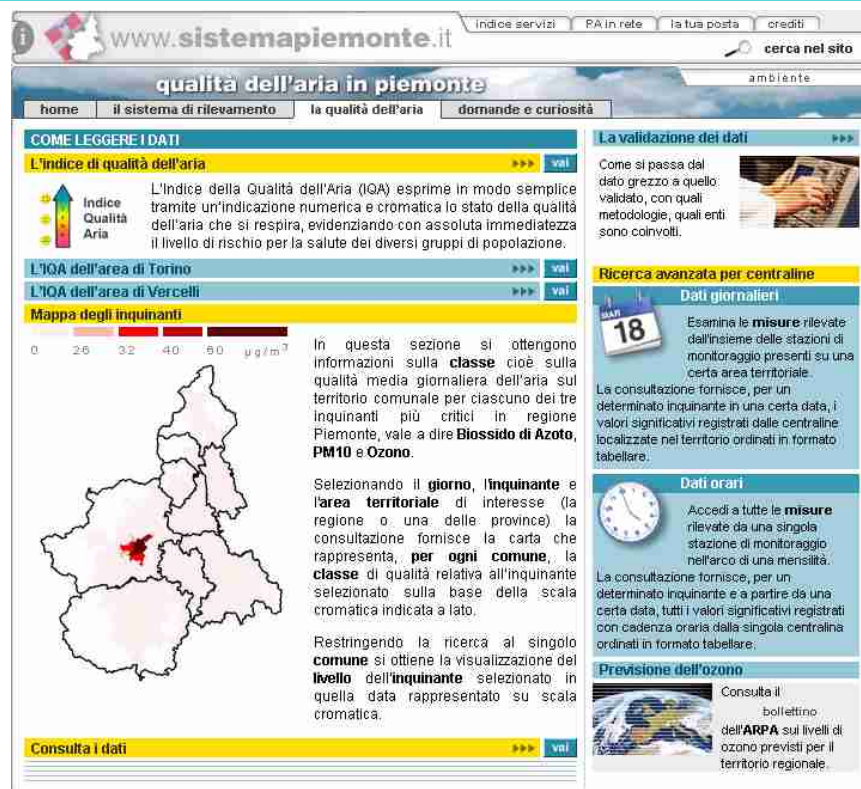 indice servizi PA in rete la tua posta crediti
i www.sistemapiemonte.it
cerca nel sito
qualità dell'aria in piemonte
ambiente
home il sistema di rilevamento la qualità dell'aria domande e curiosità
COME LEGGERE I DATI
L'indice di qualità dell'aria vai
Indice
Qualità
Aria
L'Indice della Qualità dell'Aria (IQA) esprime in modo semplice
tramite un'indicazione numerica e cromatica lo stato della qualità
dell'aria che si respira, evidenziando con assoluta immediatezza
il livello di rischio per la salute dei diversi gruppi di popolazione.
L'IQA dell'area di Torino vai
L'IQA dell'area di Vercelli vai
Mappa degli inquinanti
0 26 32 40 60 µg/m³
In questa sezione si ottengono
informazioni sulla classe cioè sulla
qualità media giornaliera dell'aria sul
territorio comunale per ciascuno dei tre
inquinanti più critici in regione
Piemonte, vale a dire Biossido di Azoto,
PM10 e Ozono.
Selezionando il giorno, l'inquinante e
l'area territoriale di interesse (la
regione o una delle province) la
consultazione fornisce la carta che
rappresenta, per ogni comune, la
classe di qualità relativa all'inquinante
selezionato sulla base della scala
cromatica indicata a lato.
Restringendo la ricerca al singolo
comune si ottiene la visualizzazione del
livello dell'inquinante selezionato in
quella data rappresentato su scala
cromatica.
Consulta i dati vai
La validazione dei dati
Come si passa dal
dato grezzo a quello
validato, con quali
metodologie, quali enti
sono coinvolti.
Ricerca avanzata per centraline
Dati giornalieri
MAR
18
Esamina le misure rilevate
dall'insieme delle stazioni di
monitoraggio presenti su una
certa area territoriale.
La consultazione fornisce, per un
determinato inquinante in una certa data, i
valori significativi registrati dalle centraline
localizzate nel territorio ordinati in formato
tabellare.
Dati orari
Accedi a tutte le misure
rilevate da una singola
stazione di monitoraggio
nell'arco di una mensilità.
La consultazione fornisce, per un
determinato inquinante e a partire da una
certa data, tutti i valori significativi registrati
con cadenza oraria dalla singola centralina
ordinati in formato tabellare.
Previsione dell'ozono
Consulta il
bollettino
dell'ARPA sui livelli di
ozono previsti per il
territorio regionale.